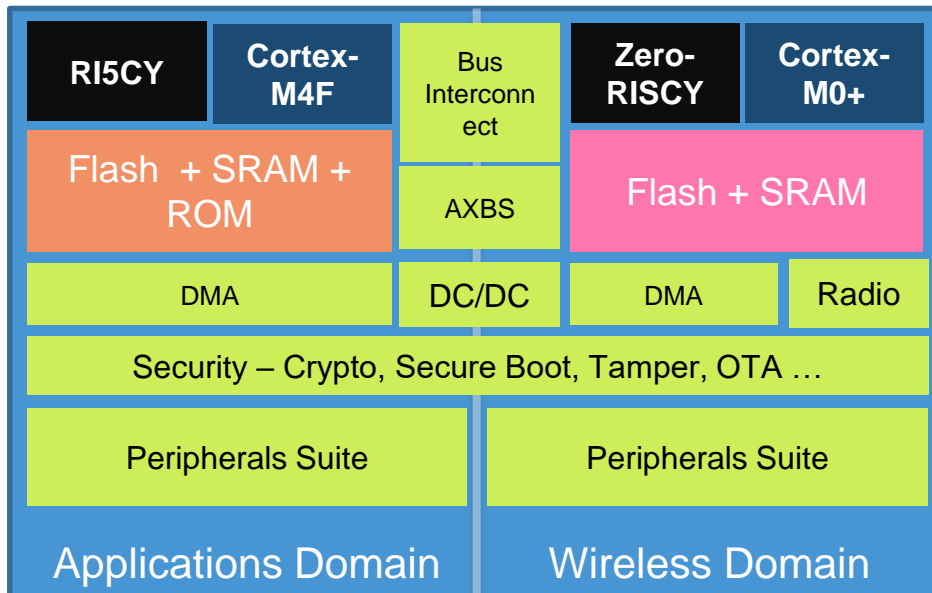 RI5CY
Cortex-
M4F
Bus
Interconn
ect
Zero-
RISCY
Cortex-
M0+
Flash + SRAM +
ROM
AXBS
Flash + SRAM
DMA
DC/DC
DMA
Radio
Security – Crypto, Secure Boot, Tamper, OTA …
Peripherals Suite
Peripherals Suite
Applications Domain
Wireless Domain